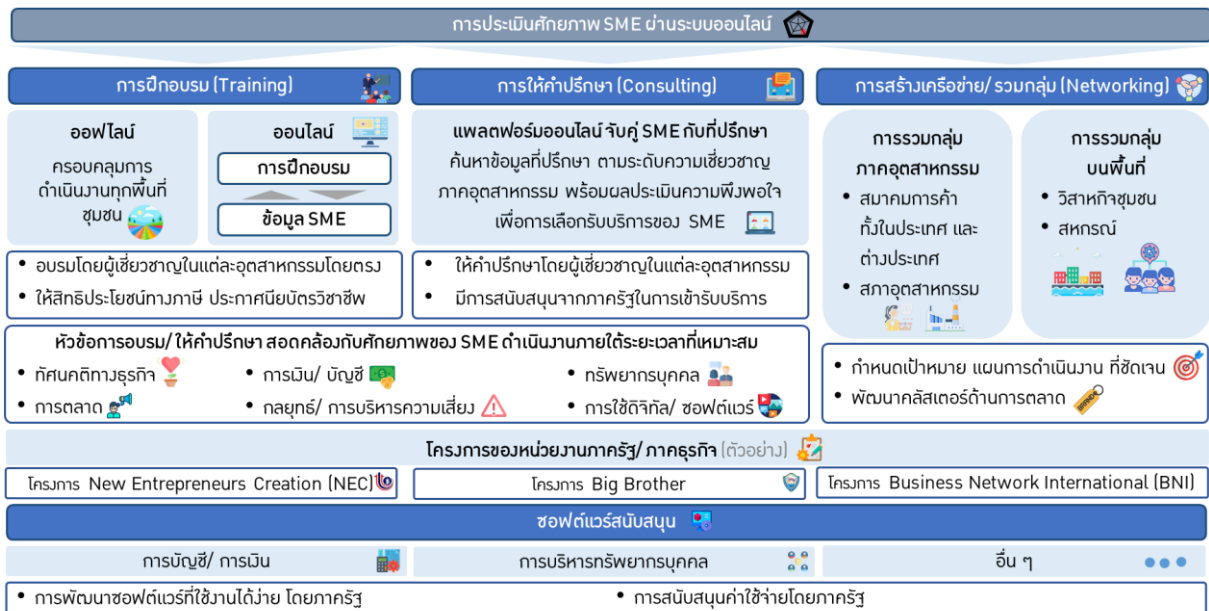 การประเมินศักยภาพ SME ผ่านระบบออนไลน์
การฝึกอบรม (Training)
ออฟไลน์
ครอบคลุมการ
ดำเนินงานทุกพื้นที่
ชุมชน
ออนไลน์
การฝึกอบรม
ข้อมูล SME
• อบรมโดยผู้เชี่ยวชาญในแต่ละอุตสาหกรรมโดยตรง
• ให้สิทธิประโยชน์ทางภาษี ประกาศนียบัตรวิชาชีพ
การให้คำปรึกษา (Consulting)
แพลตฟอร์มออนไลน์ จับคู่ SME กับที่ปรึกษา
ค้นหาข้อมูลที่ปรึกษา ตามระดับความเชี่ยวชาญ
ภาคอุตสาหกรรม พร้อมผลประเมินความพึงพอใจ
เพื่อการเลือกรับบริการของ SME
• ให้คำปรึกษาโดยผู้เชี่ยวชาญในแต่ละอุตสาหกรรม
• มีการสนับสนุนจากภาครัฐในการเข้ารับบริการ
หัวข้อการอบรม/ ให้คำปรึกษา สอดคล้องกับศักยภาพของ SME ดำเนินงานภายใต้ระยะเวลาที่เหมาะสม
• ทัศนคติทางธุรกิจ
• การเงิน/ บัญชี
• ทรัพยากรบุคคล
• การตลาด
• กลยุทธ์/ การบริหารความเสี่ยง
• การใช้ดิจิทัล/ ซอฟต์แวร์
การสร้างเครือข่าย/ รวมกลุ่ม (Networking)
การรวมกลุ่ม
ภาคอุตสาหกรรม
• สมาคมการค้า
ทั้งในประเทศ และ
ต่างประเทศ
• สภาอุตสาหกรรม
การรวมกลุ่ม
บนพื้นที่
• วิสาหกิจชุมชน
• สหกรณ์
• กำหนดเป้าหมาย แผนการดำเนินงาน ที่ชัดเจน
• พัฒนาคลัสเตอร์ด้านการตลาด
BRAND
โครงการของหน่วยงานภาครัฐ/ ภาคธุรกิจ (ตัวอย่าง)
โครงการ New Entrepreneurs Creation (NEC)
โครงการ Big Brother
โครงการ Business Network International (BNI)
ซอฟต์แวร์สนับสนุน
การบัญชี/ การเงิน
การบริหารทรัพยากรบุคคล
อื่น ๆ
• การพัฒนาซอฟต์แวร์ที่ใช้งานได้ง่าย โดยภาครัฐ
• การสนับสนุนค่าใช้จ่ายโดยภาครัฐ